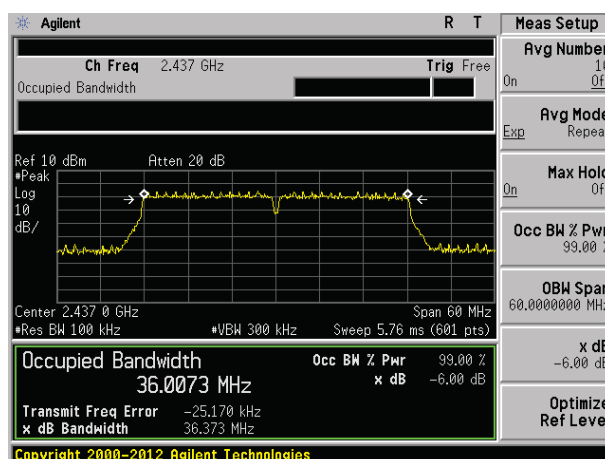 Agilent R T
Ch Freq 2.437 GHz Trig Free
Occupied Bandwidth
Ref 10 dBm Atten 20 dB
#Peak
Log
10
dB/
Center 2.437 0 GHz Span 60 MHz
#Res BW 100 kHz #VBW 300 kHz Sweep 5.76 ms (601 pts)
Occupied Bandwidth
36.0073 MHz
Occ BW % Pwr 99.00 %
x dB -6.00 dB
Transmit Freq Error -25.170 kHz
x dB Bandwidth 36.373 MHz
Copyright 2000-2012 Agilent Technologies
Meas Setup
Avg Number
On
Avg Mode
Exp Repea
Max Hold
On Of
Occ BW % Pwr
99.00 %
OBW Span
60.0000000 MHz
x dB
-6.00 dB
Optimize
Ref Level